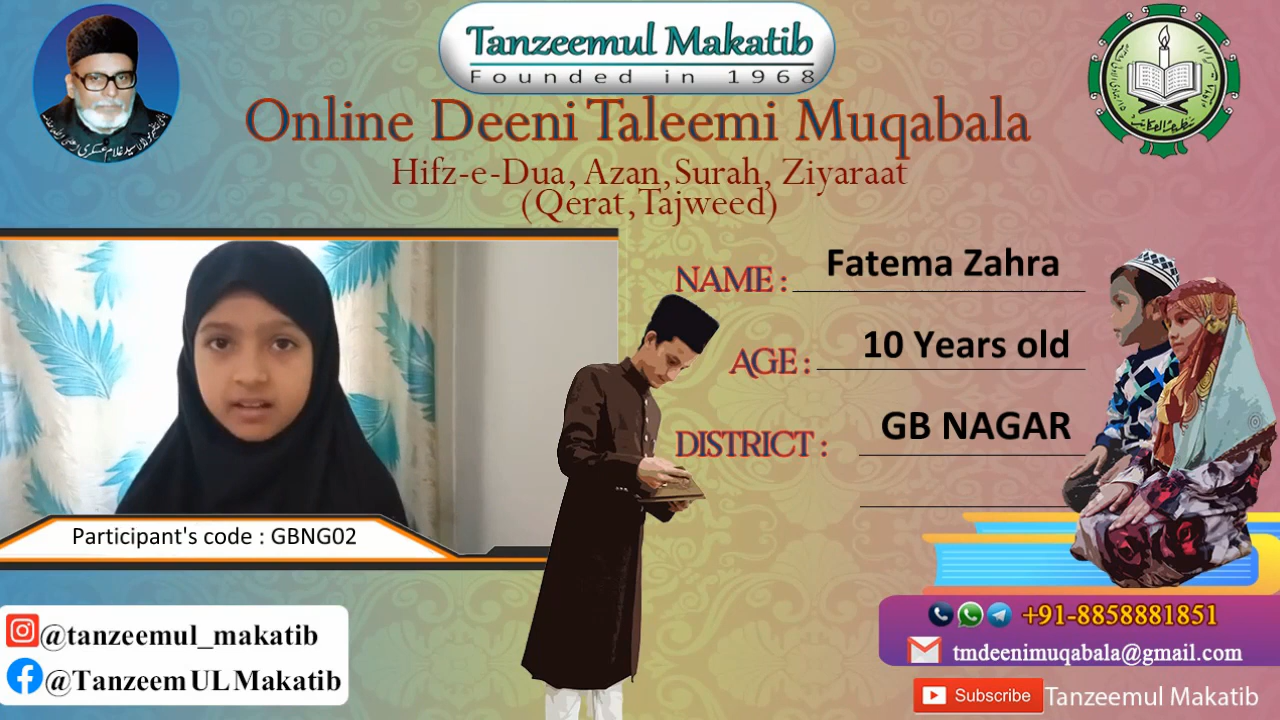 Tanzeemul Makatib
Founded in 1968
Online Deeni Taleemi Muqabala
Hifz-e-Dua, Azan, Surah, Ziyaraat
(Qerat, Tajweed)
NAME : Fatema Zahra
AGE : 10 Years old
DISTRICT : GB NAGAR
Participant's code : GBNG02
@tanzeemul_makatib
@Tanzeem UL Makatib
+91-8858881851
tmdeenimuqabala@gmail.com
Subscribe Tanzeemul Makatib